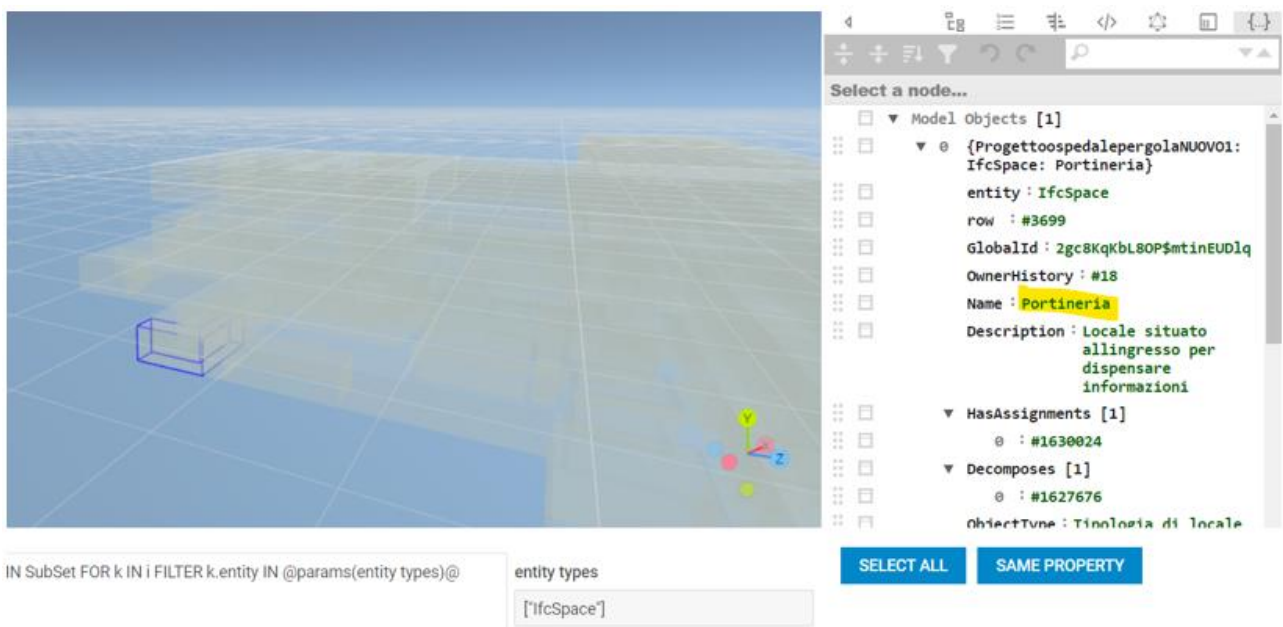 Select a node...
▼ Model Objects [1]
▼ 0 {ProgettoospedalepergolaNUOVO1:
IfcSpace: Portineria}
entity : IfcSpace
row : #3699
GlobalId : 2gc8KqKbL8OP$mtinEUDlq
OwnerHistory : #18
Name : Portineria
Description : Locale situato
allingresso per
dispensare
informazioni
▼ HasAssignments [1]
0 : #1630024
▼ Decomposes [1]
0 : #1627676
ObjectType : Tipologia di locale
Y
X
Z
IN SubSet FOR k IN i FILTER k.entity IN @params(entity types)@
entity types
["IfcSpace"]
SELECT ALL
SAME PROPERTY